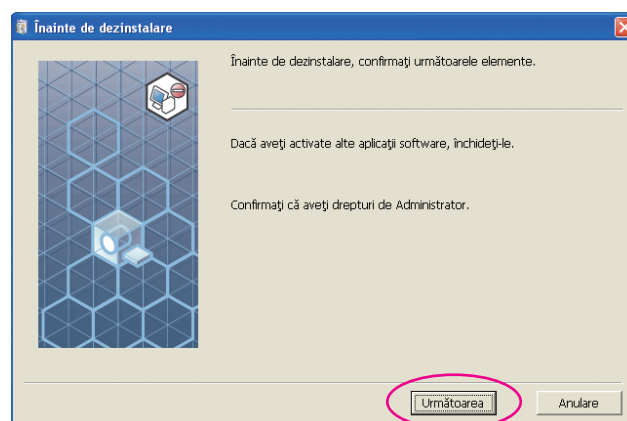 Înainte de dezinstalare
Înainte de dezinstalare, confirmaţi următoarele elemente.
Dacă aveţi activate alte aplicaţii software, închideţi-le.
Confirmaţi că aveţi drepturi de Administrator.
Următoarea
Anulare